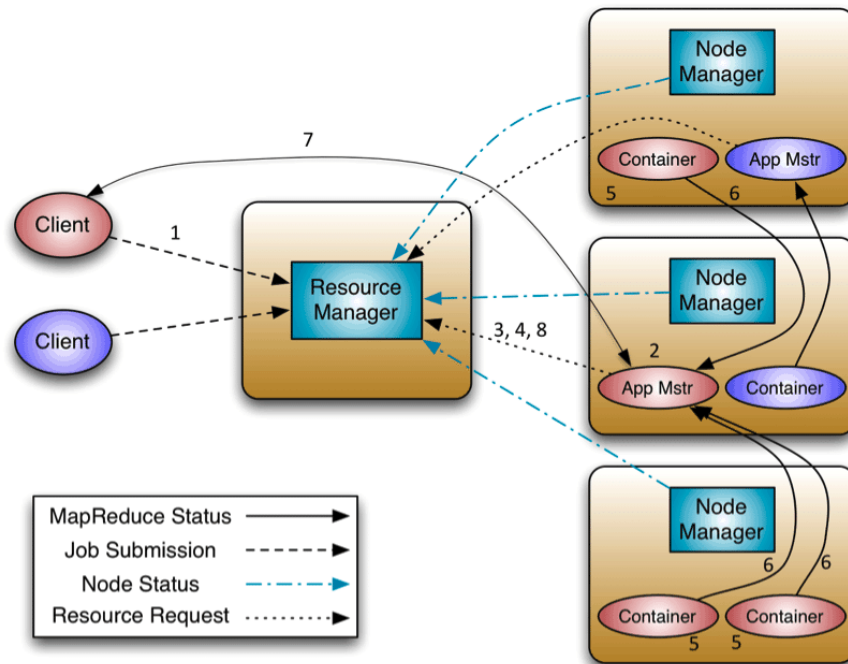 Node
Manager
Container
App Mstr
5
6
7
Client
1
Resource
Manager
Client
3, 4, 8
Node
Manager
2
App Mstr
Container
Node
Manager
6
6
Container
Container
5
5
MapReduce Status
Job Submission
Node Status
Resource Request